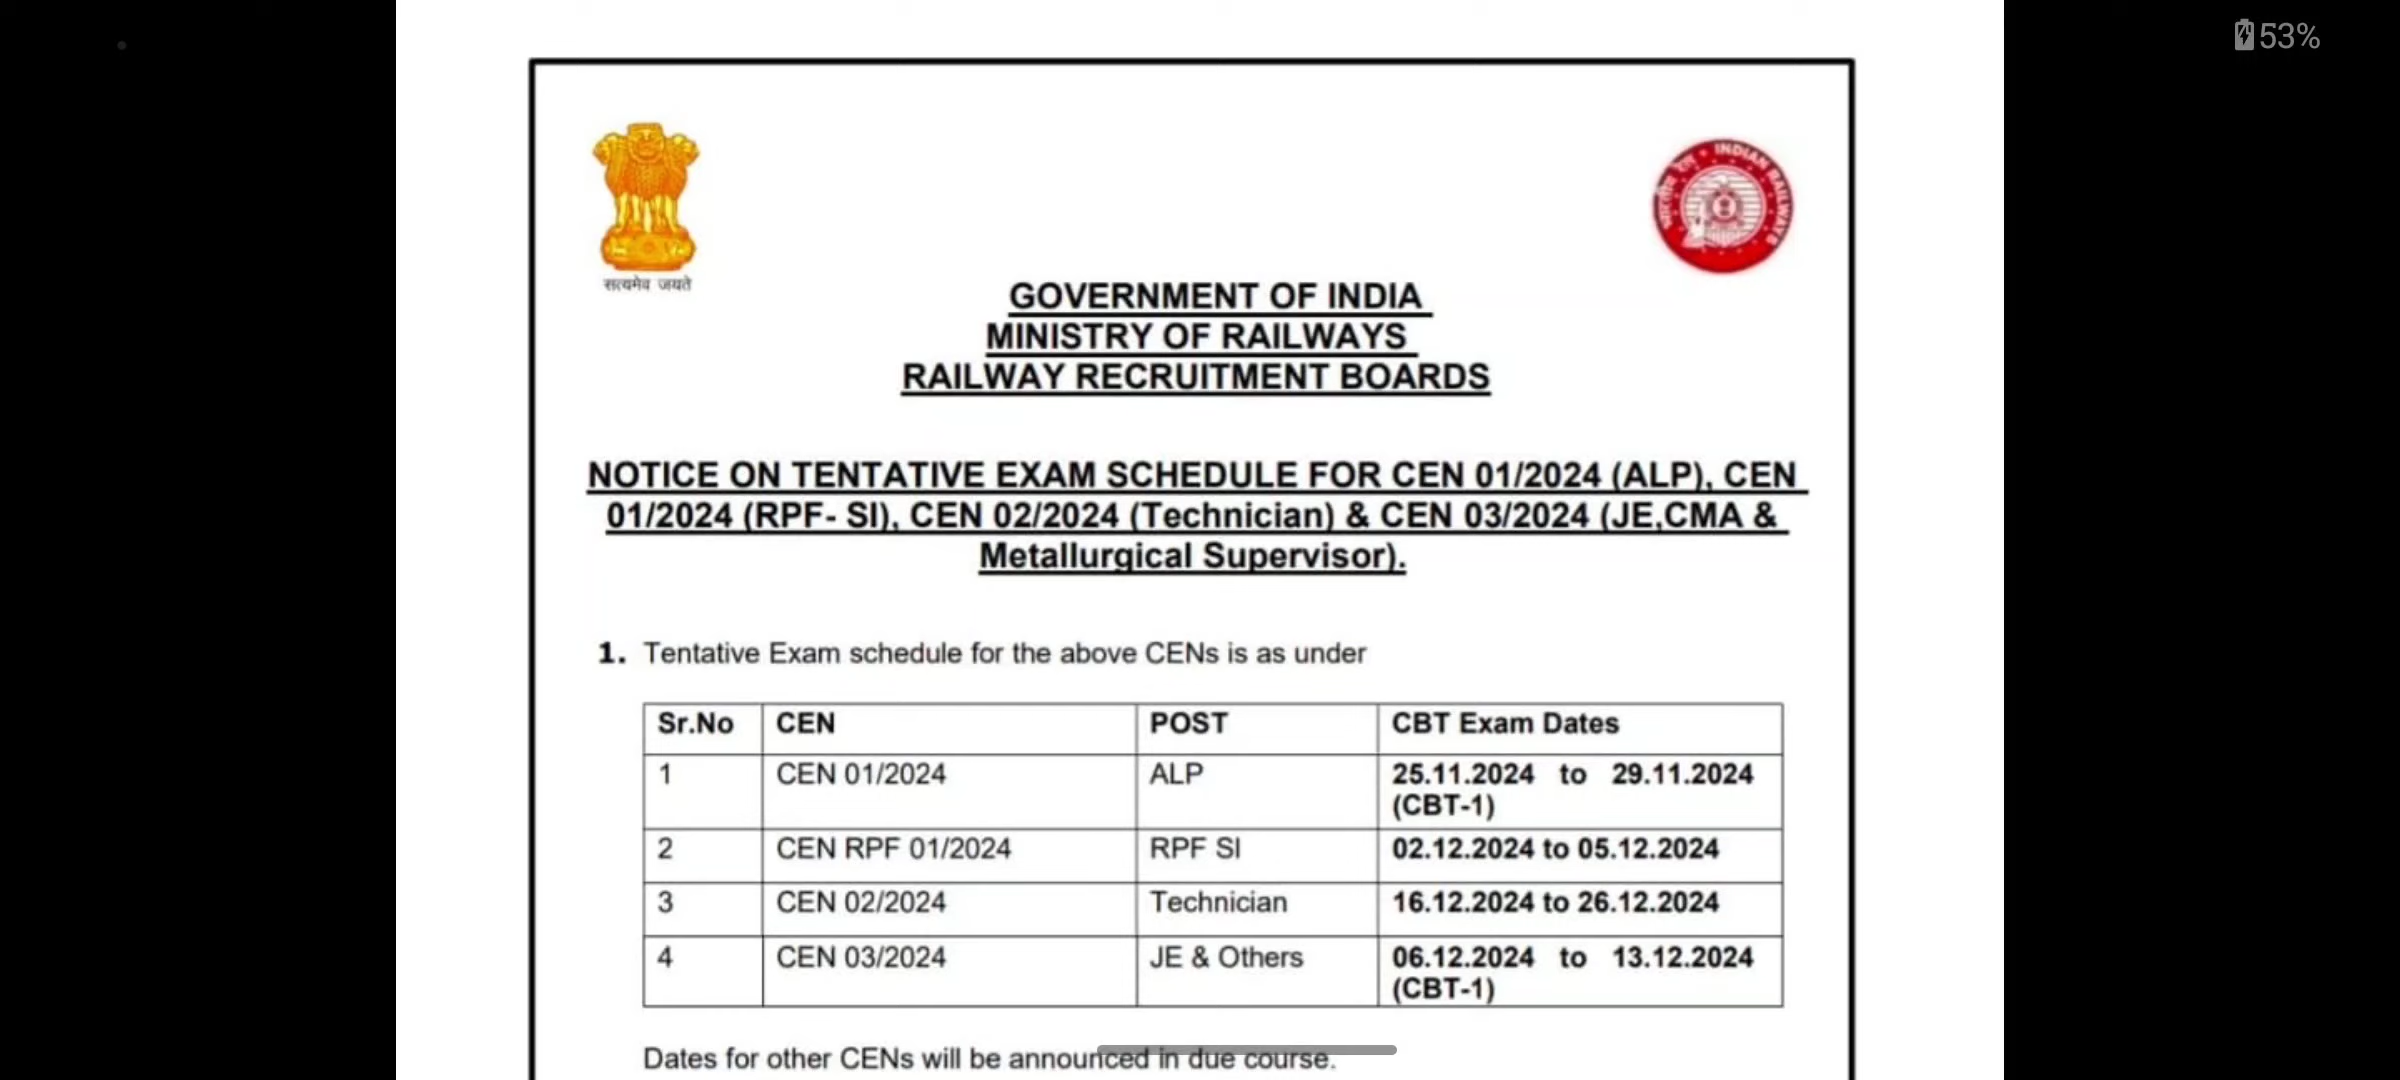 53%
सत्यमेव जयते
INDIAN RAILWAYS
GOVERNMENT OF INDIA
MINISTRY OF RAILWAYS
RAILWAY RECRUITMENT BOARDS
NOTICE ON TENTATIVE EXAM SCHEDULE FOR CEN 01/2024 (ALP), CEN
01/2024 (RPF- SI), CEN 02/2024 (Technician) & CEN 03/2024 (JE,CMA &
Metallurgical Supervisor).
1. Tentative Exam schedule for the above CENs is as under
Sr.No CEN POST CBT Exam Dates
1 CEN 01/2024 ALP 25.11.2024 to 29.11.2024
(CBT-1)
2 CEN RPF 01/2024 RPF SI 02.12.2024 to 05.12.2024
3 CEN 02/2024 Technician 16.12.2024 to 26.12.2024
4 CEN 03/2024 JE & Others 06.12.2024 to 13.12.2024
(CBT-1)
Dates for other CENs will be announced in due course.